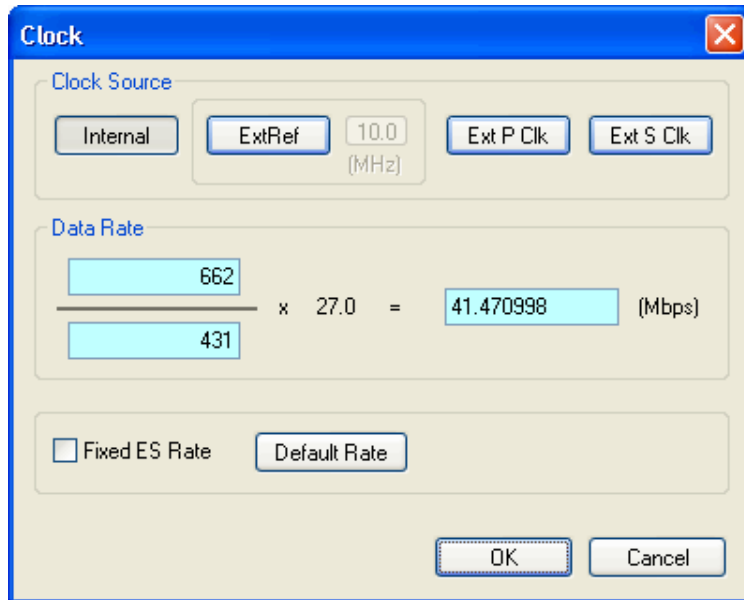 Clock
Clock Source
Internal ExtRef 10.0 Ext P Clk Ext S Clk
(MHz)
Data Rate
662
x 27.0 = 41.470998 (Mbps)
431
Fixed ES Rate Default Rate
OK Cancel